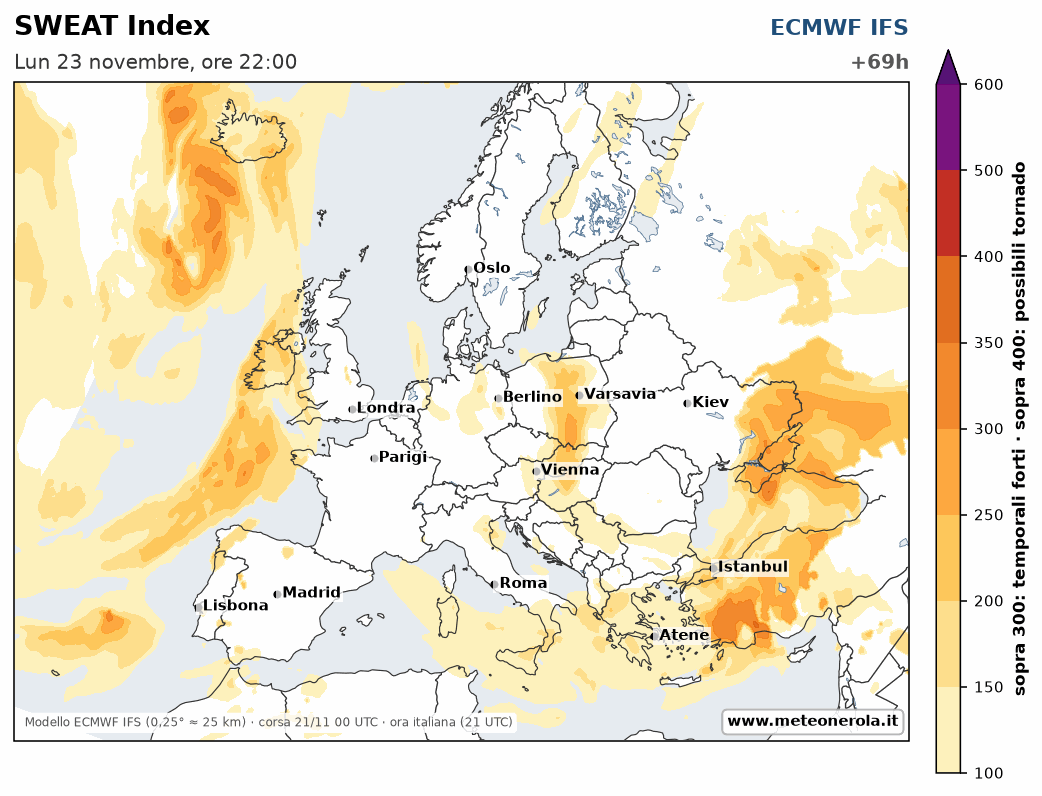 SWEAT Index
ECMWF IFS
Lun 23 novembre, ore 22:00
+69h
600
500
400
350
300
250
200
150
100
sopra 300: temporali forti · sopra 400: possibili tornado
Oslo
Londra
Berlino
Varsavia
Kiev
Parigi
Vienna
Istanbul
Roma
Madrid
Lisbona
Atene
Modello ECMWF IFS (0,25° ≈ 25 km) · corsa 21/11 00 UTC · ora italiana (21 UTC)
www.meteonerola.it